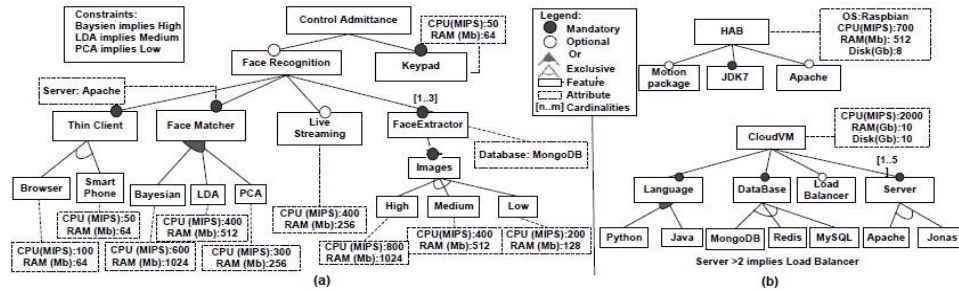 Constraints:
Baysien implies High
LDA implies Medium
PCA implies Low
Control Admittance
CPU(MIPS):50
RAM (Mb):64
Face Recognition
Keypad
Server: Apache
Thin Client
Face Matcher
Live
Streaming
[1..3]
FaceExtractor
Database: MongoDB
Images
Browser
Smart
Phone
Bayesian
LDA
PCA
High
Medium
Low
CPU (MIPS):50
RAM (Mb):64
CPU (MIPS):400
RAM (Mb):512
CPU (MIPS):400
RAM (Mb):256
CPU (MIPS):400
RAM (Mb):512
CPU (MIPS):200
RAM (Mb):128
CPU(MIPS):100
RAM (Mb):64
CPU (MIPS):600
RAM (Mb):1024
CPU (MIPS):300
RAM (Mb):256
CPU (MIPS):800
RAM (Mb):1024
(a)
Legend:
Mandatory
Optional
Or
Exclusive
Feature
Attribute
[n..m] Cardinalities
HAB
OS:Raspbian
CPU(MIPS):700
RAM(Mb): 512
Disk(Gb):8
Motion
package
JDK7
Apache
CloudVM
CPU(MIPS):2000
RAM(Gb):10
Disk(Gb):10
[1..5
]
Language
DataBase
Load
Balancer
Server
Python
Java
MongoDB
Redis
MySQL
Apache
Jonas
Server >2 implies Load Balancer
(b)